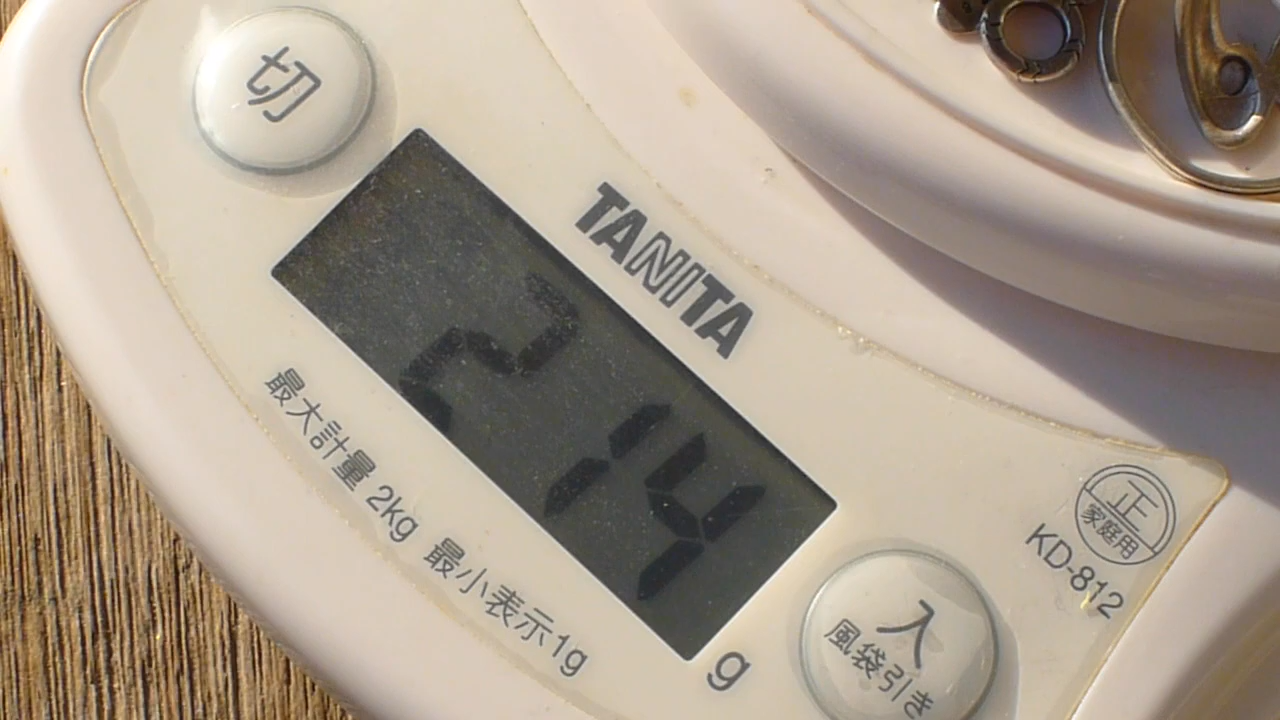 切
TANITA
214
g
最大計量 2kg 最小表示1g
正
家庭用
KD-812
入
風袋引き